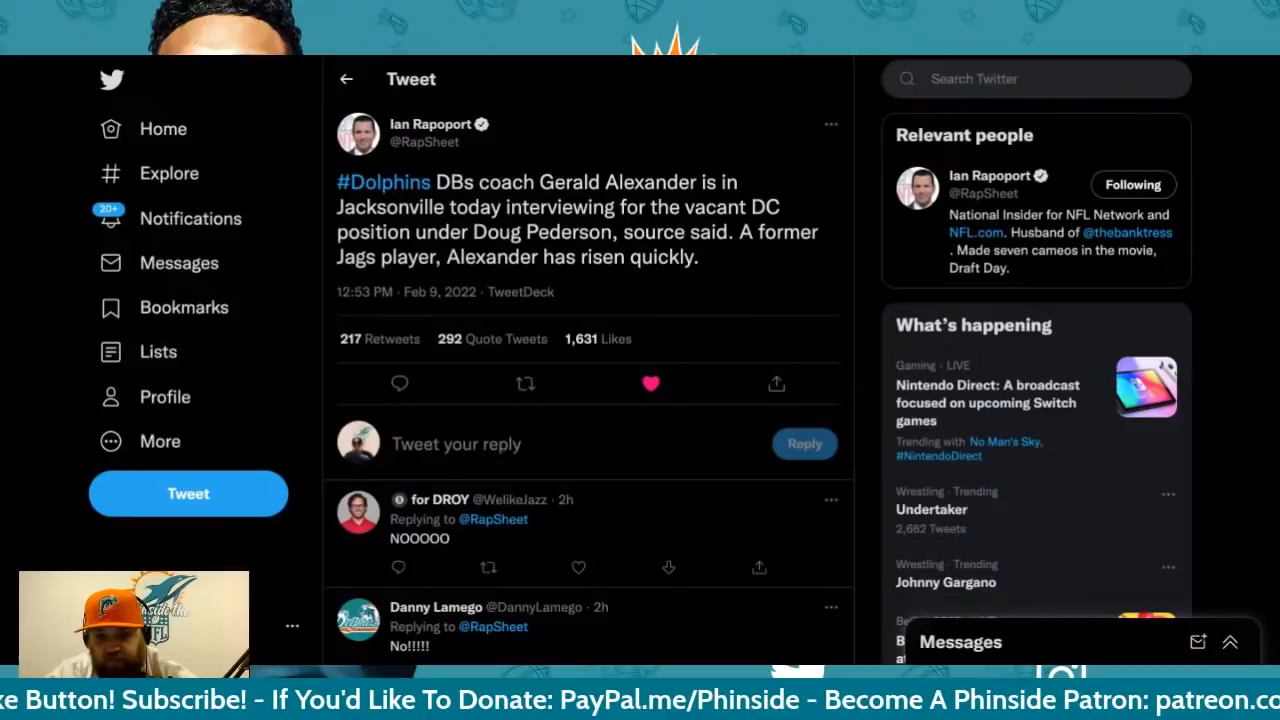 Tweet
Search Twitter
Home
Explore
20+
Notifications
Messages
Bookmarks
Lists
Profile
More
Tweet
Ian Rapoport
@RapSheet
#Dolphins DBs coach Gerald Alexander is in
Jacksonville today interviewing for the vacant DC
position under Doug Pederson, source said. A former
Jags player, Alexander has risen quickly.
12:53 PM · Feb 9, 2022 · TweetDeck
217 Retweets 292 Quote Tweets 1,631 Likes
Tweet your reply
Reply
for DROY @WelikeJazz · 2h
Replying to @RapSheet
NOOOOO
Danny Lamego @DannyLamego · 2h
Replying to @RapSheet
No!!!!!
Relevant people
Ian Rapoport
@RapSheet
Following
National Insider for NFL Network and
NFL.com. Husband of @thebanktress
. Made seven cameos in the movie,
Draft Day.
What's happening
Gaming · LIVE
Nintendo Direct: A broadcast
focused on upcoming Switch
games
Trending with No Man's Sky,
#NintendoDirect
Wrestling · Trending
Undertaker
2,662 Tweets
Wrestling · Trending
Johnny Gargano
Messages
ke Button! Subscribe! - If You'd Like To Donate: PayPal.me/Phinside - Become A Phinside Patron: patreon.co